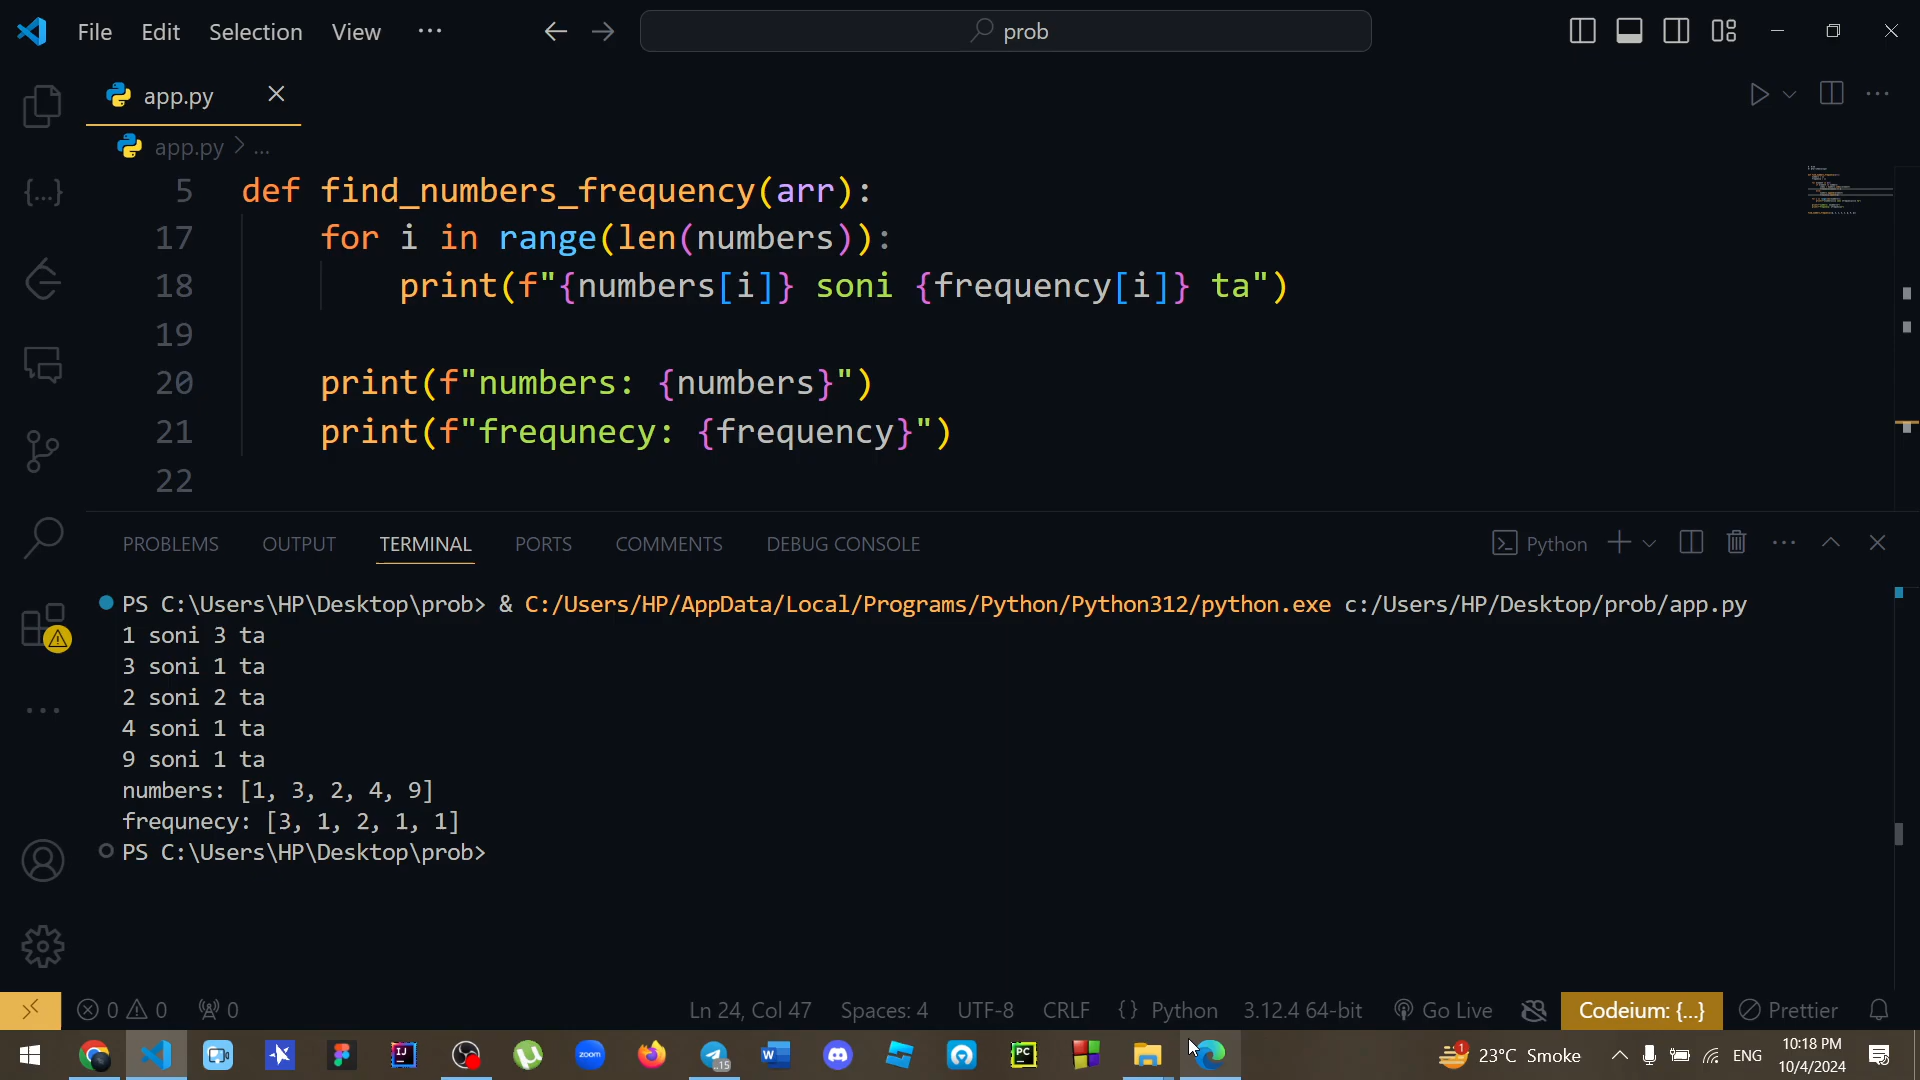 File Edit Selection View ... prob
app.py
app.py > ...
5 def find_numbers_frequency(arr):
17 for i in range(len(numbers)):
18 print(f"{numbers[i]} soni {frequency[i]} ta")
19
20 print(f"numbers: {numbers}")
21 print(f"frequnecy: {frequency}")
22
PROBLEMS OUTPUT TERMINAL PORTS COMMENTS DEBUG CONSOLE Python
PS C:\Users\HP\Desktop\prob> & C:/Users/HP/AppData/Local/Programs/Python/Python312/python.exe c:/Users/HP/Desktop/prob/app.py
1 soni 3 ta
3 soni 1 ta
2 soni 2 ta
4 soni 1 ta
9 soni 1 ta
numbers: [1, 3, 2, 4, 9]
frequnecy: [3, 1, 2, 1, 1]
PS C:\Users\HP\Desktop\prob>
0 0 0 Ln 24, Col 47 Spaces: 4 UTF-8 CRLF {} Python 3.12.4 64-bit Go Live Codeium: {...} Prettier
IJ zoom 15 W PC 1 23°C Smoke ENG 10:18 PM
10/4/2024